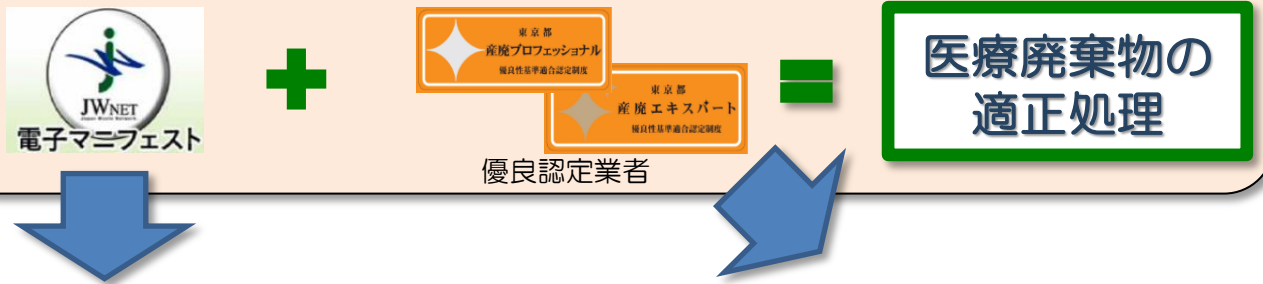 JWNET
Japan Waste Network
電子マニフェスト
東京都
産廃プロフェッショナル
優良性基準適合認定制度
東京都
産廃エキスパート
優良性基準適合認定制度
優良認定業者
医療廃棄物の
適正処理